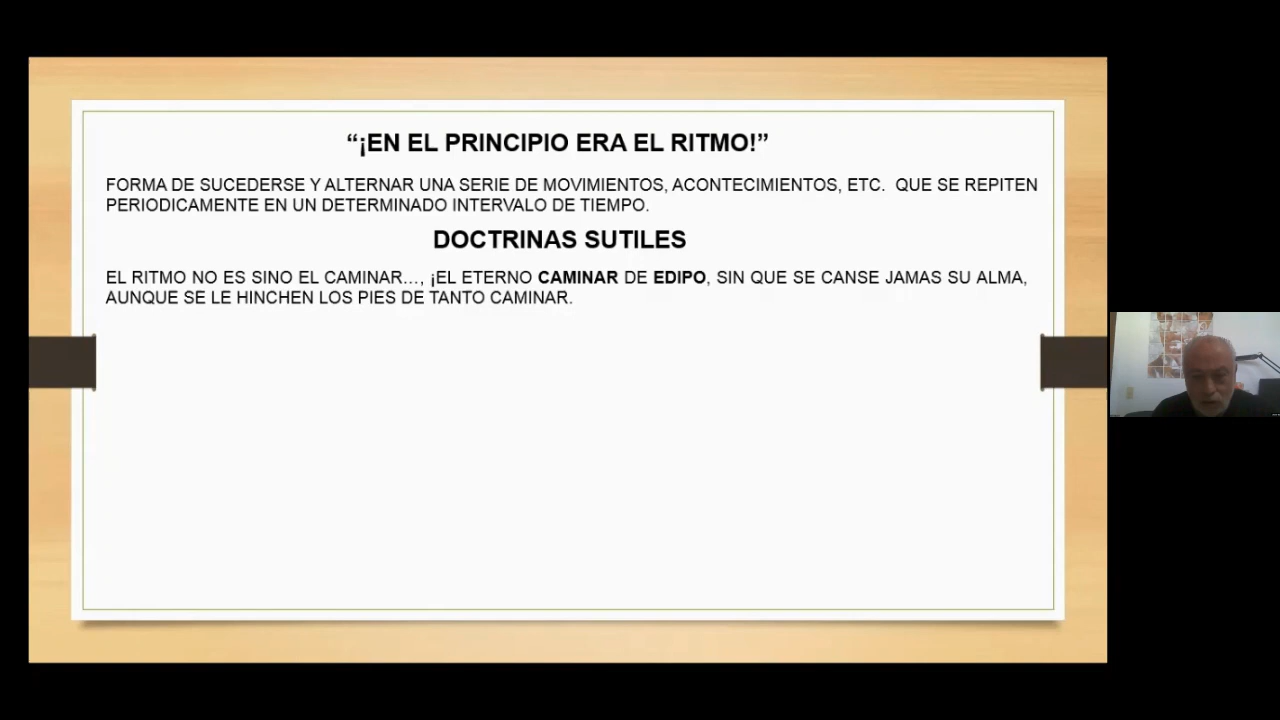 “¡EN EL PRINCIPIO ERA EL RITMO!”
FORMA DE SUCEDERSE Y ALTERNAR UNA SERIE DE MOVIMIENTOS, ACONTECIMIENTOS, ETC.  QUE SE REPITEN
PERIODICAMENTE EN UN DETERMINADO INTERVALO DE TIEMPO.
DOCTRINAS SUTILES
EL RITMO NO ES SINO EL CAMINAR…, ¡EL ETERNO CAMINAR DE EDIPO, SIN QUE SE CANSE JAMAS SU ALMA,
AUNQUE SE LE HINCHEN LOS PIES DE TANTO CAMINAR.